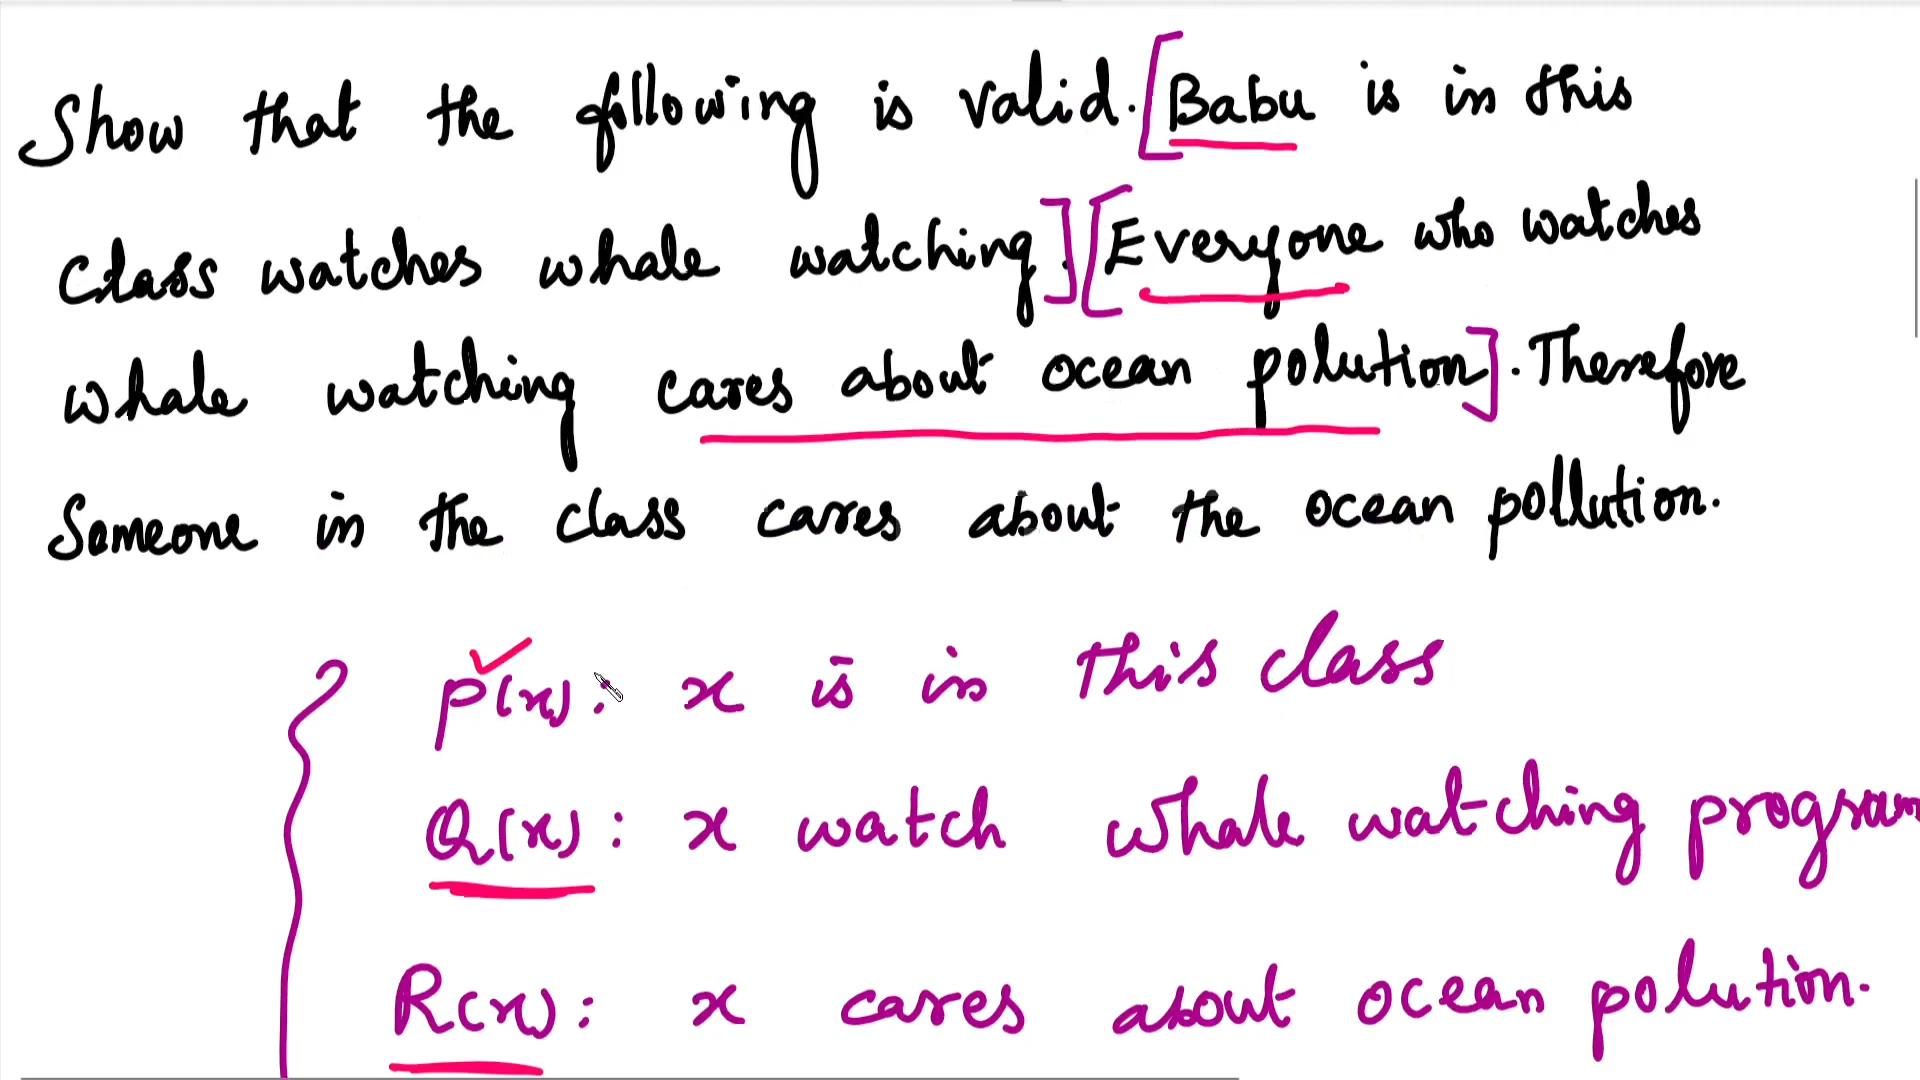 Show that the following is valid. [Babu is in this
class watches whale watching.] [Everyone who watches
whale watching cares about ocean polution]. Therefore
Someone in the class cares about the ocean pollution.
P(x): x is in this class
Q(x): x watch whale watching program
R(x): x cares about ocean polution.